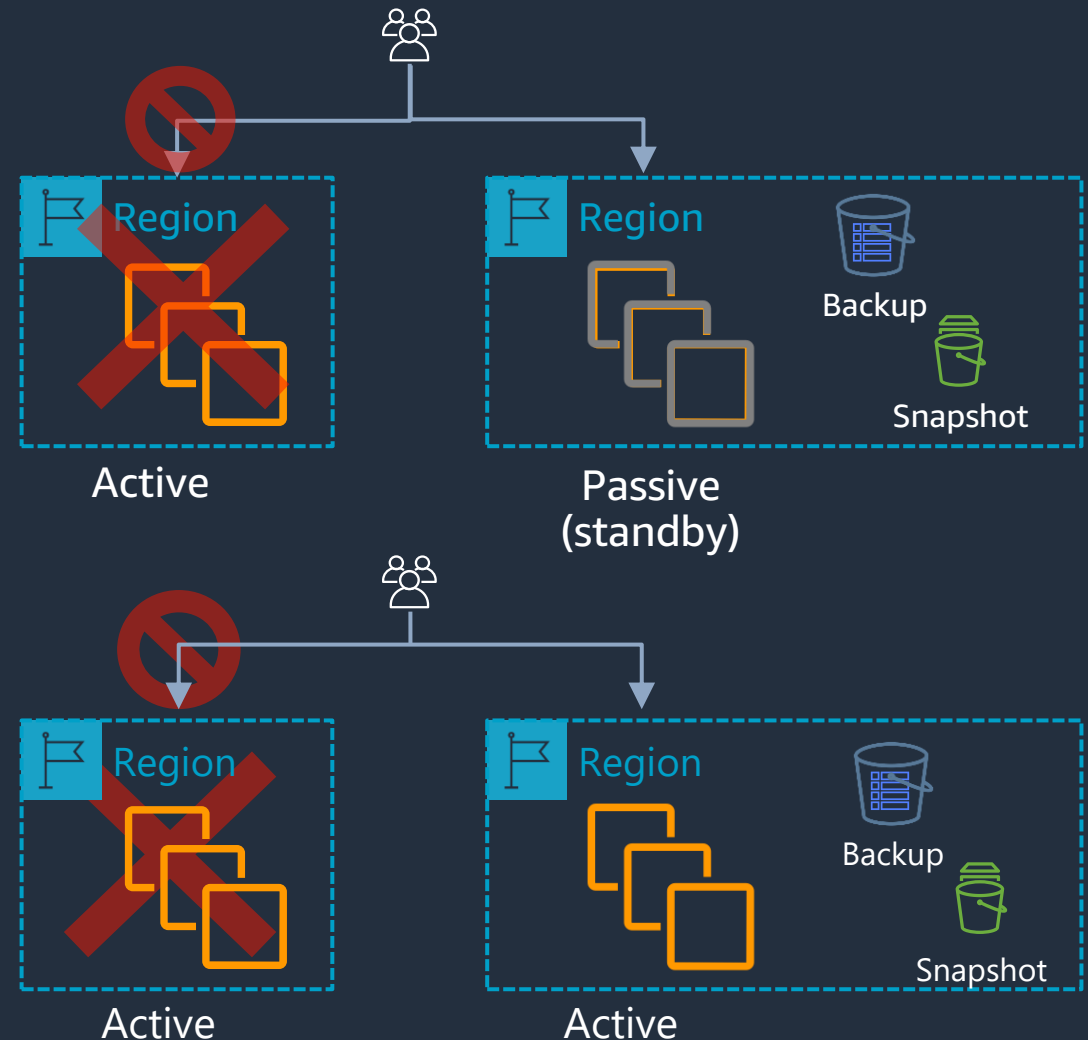 Region
Region
Backup
Snapshot
Active
Passive
(standby)
Region
Region
Backup
Snapshot
Active
Active